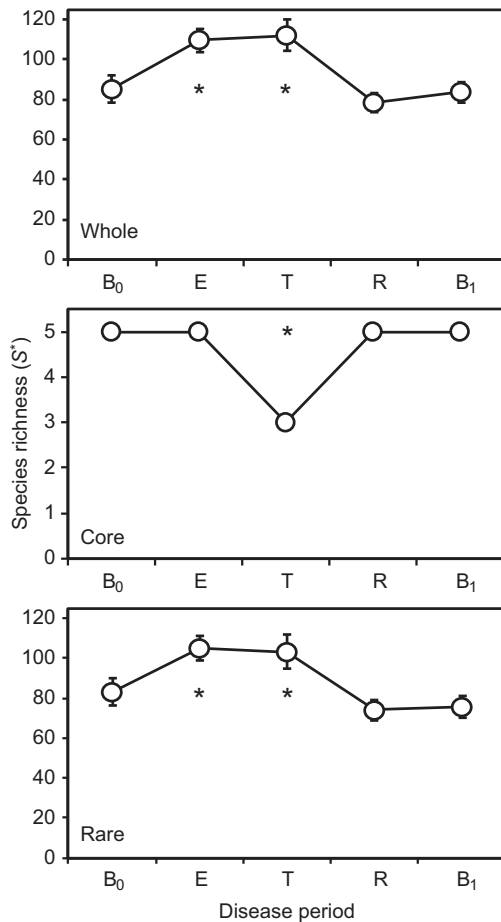 120
100
80
60
40
20
0
* *
Whole
B₀ E T R B₁
Species richness (S*)
5
4
3
2
1
0
*
Core
B₀ E T R B₁
120
100
80
60
40
20
0
* *
Rare
B₀ E T R B₁
Disease period